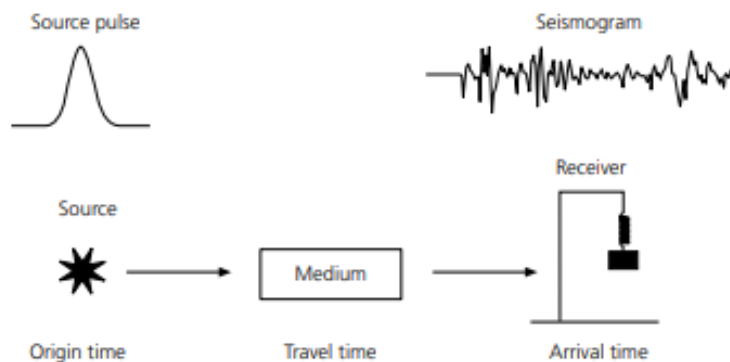 Source pulse
Seismogram
Receiver
Source
Medium
Origin time
Travel time
Arrival time